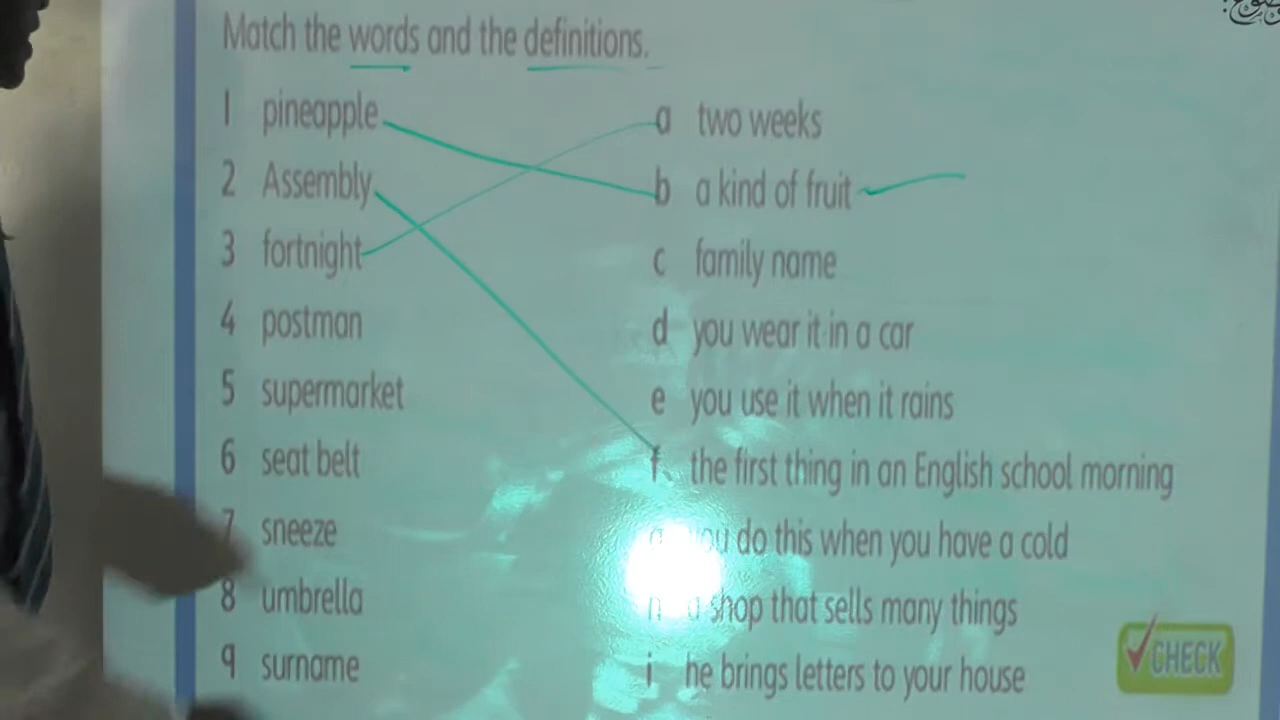 Match the words and the definitions.
1 pineapple
2 Assembly
3 fortnight
4 postman
5 supermarket
6 seat belt
7 sneeze
8 umbrella
9 surname
a two weeks
b a kind of fruit
c family name
d you wear it in a car
e you use it when it rains
f the first thing in an English school morning
g you do this when you have a cold
h a shop that sells many things
i he brings letters to your house
CHECK